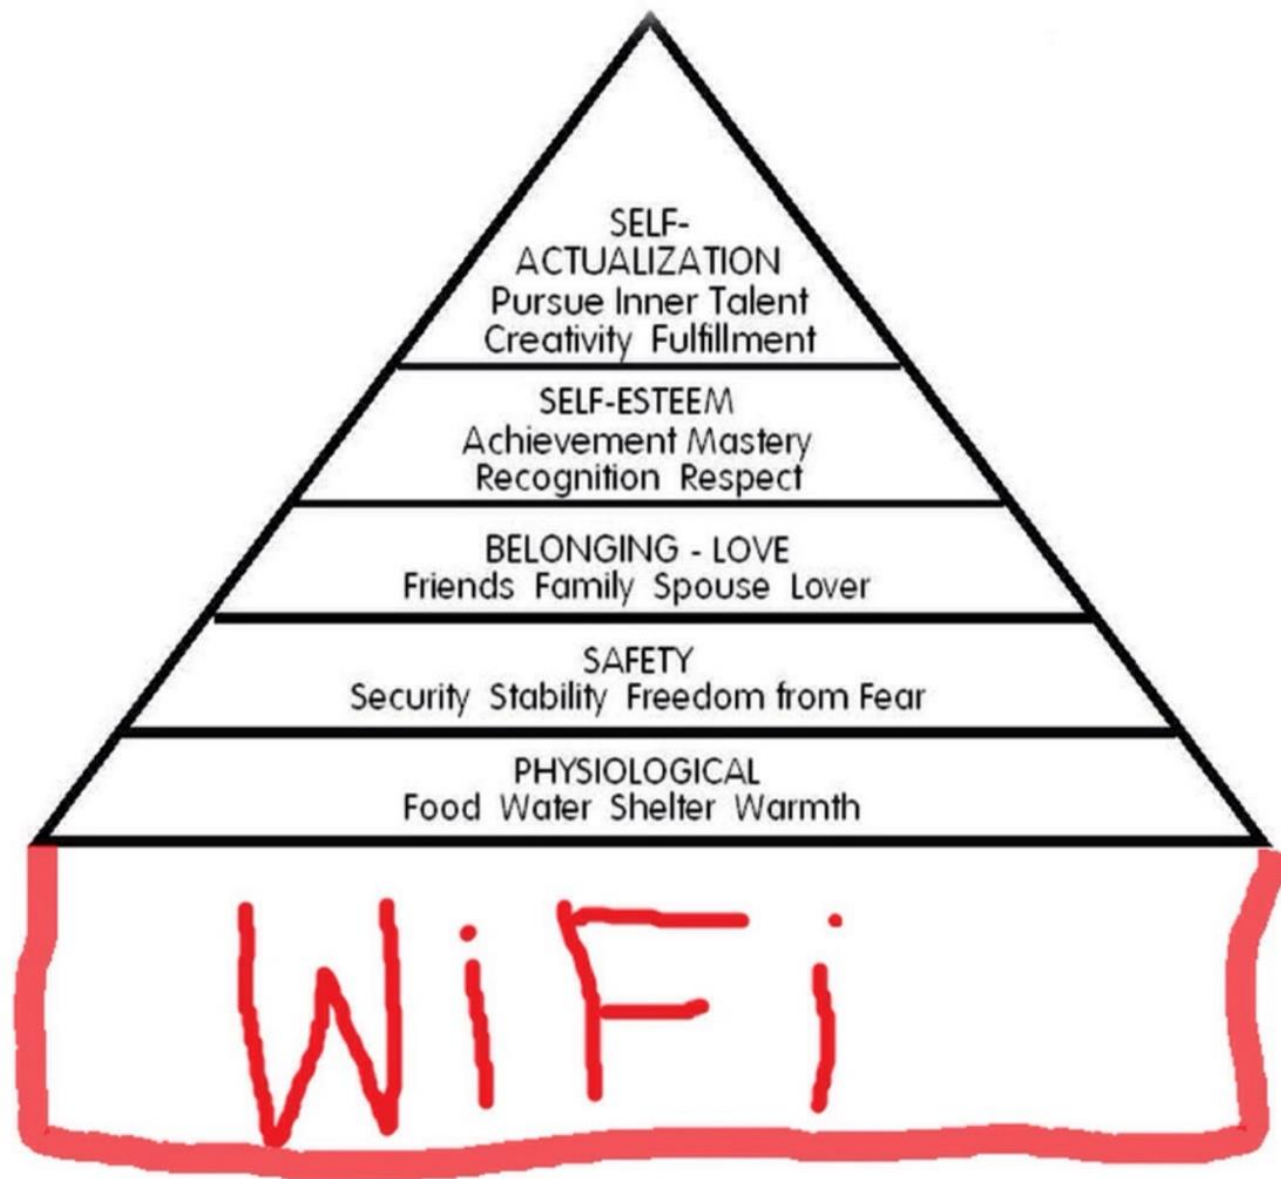 SELF-
ACTUALIZATION
Pursue Inner Talent
Creativity Fulfillment
SELF-ESTEEM
Achievement Mastery
Recognition Respect
BELONGING - LOVE
Friends Family Spouse Lover
SAFETY
Security Stability Freedom from Fear
PHYSIOLOGICAL
Food Water Shelter Warmth
WiFi